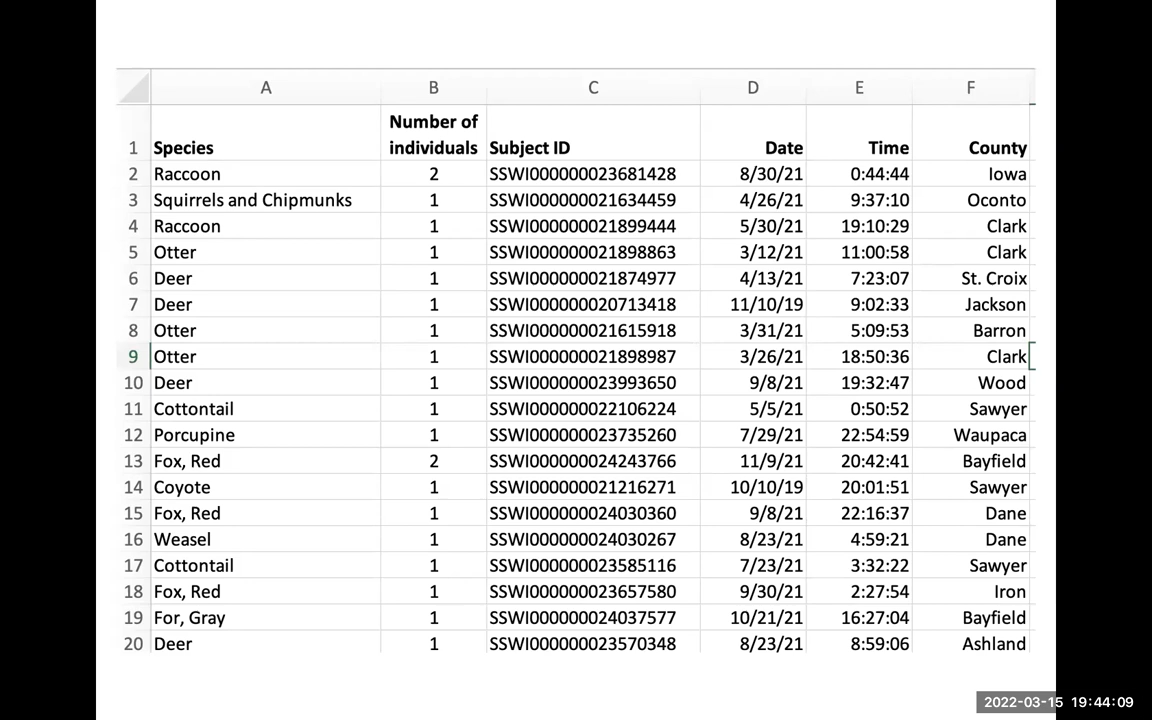 A B C D E F
Number of
1 Species individuals Subject ID Date Time County
2 Raccoon 2 SSWI000000023681428 8/30/21 0:44:44 Iowa
3 Squirrels and Chipmunks 1 SSWI000000021634459 4/26/21 9:37:10 Oconto
4 Raccoon 1 SSWI000000021899444 5/30/21 19:10:29 Clark
5 Otter 1 SSWI000000021898863 3/12/21 11:00:58 Clark
6 Deer 1 SSWI000000021874977 4/13/21 7:23:07 St. Croix
7 Deer 1 SSWI000000020713418 11/10/19 9:02:33 Jackson
8 Otter 1 SSWI000000021615918 3/31/21 5:09:53 Barron
9 Otter 1 SSWI000000021898987 3/26/21 18:50:36 Clark
10 Deer 1 SSWI000000023993650 9/8/21 19:32:47 Wood
11 Cottontail 1 SSWI000000022106224 5/5/21 0:50:52 Sawyer
12 Porcupine 1 SSWI000000023735260 7/29/21 22:54:59 Waupaca
13 Fox, Red 2 SSWI000000024243766 11/9/21 20:42:41 Bayfield
14 Coyote 1 SSWI000000021216271 10/10/19 20:01:51 Sawyer
15 Fox, Red 1 SSWI000000024030360 9/8/21 22:16:37 Dane
16 Weasel 1 SSWI000000024030267 8/23/21 4:59:21 Dane
17 Cottontail 1 SSWI000000023585116 7/23/21 3:32:22 Sawyer
18 Fox, Red 1 SSWI000000023657580 9/30/21 2:27:54 Iron
19 For, Gray 1 SSWI000000024037577 10/21/21 16:27:04 Bayfield
20 Deer 1 SSWI000000023570348 8/23/21 8:59:06 Ashland
2022-03-15 19:44:09